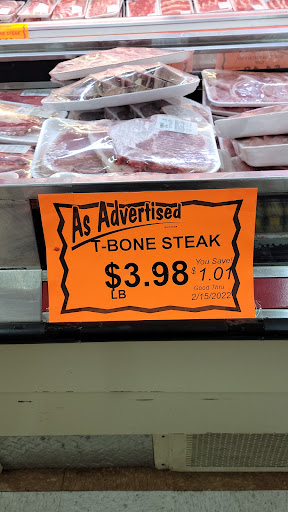 As Advertised
T-BONE STEAK
$3.98
LB
You Save!
$1.01
Good Thru
2/15/2022